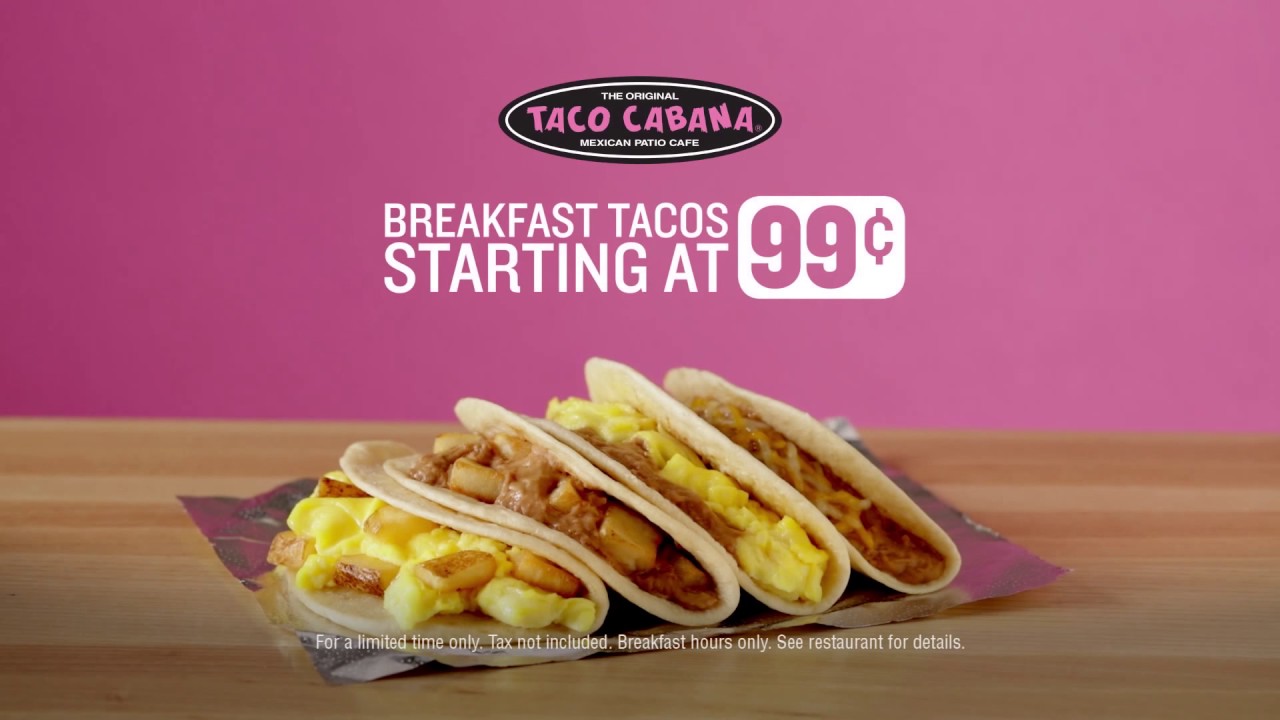 THE ORIGINAL
TACO CABANA®
MEXICAN PATIO CAFE
BREAKFAST TACOS
STARTING AT 99¢
For a limited time only. Tax not included. Breakfast hours only. See restaurant for details.